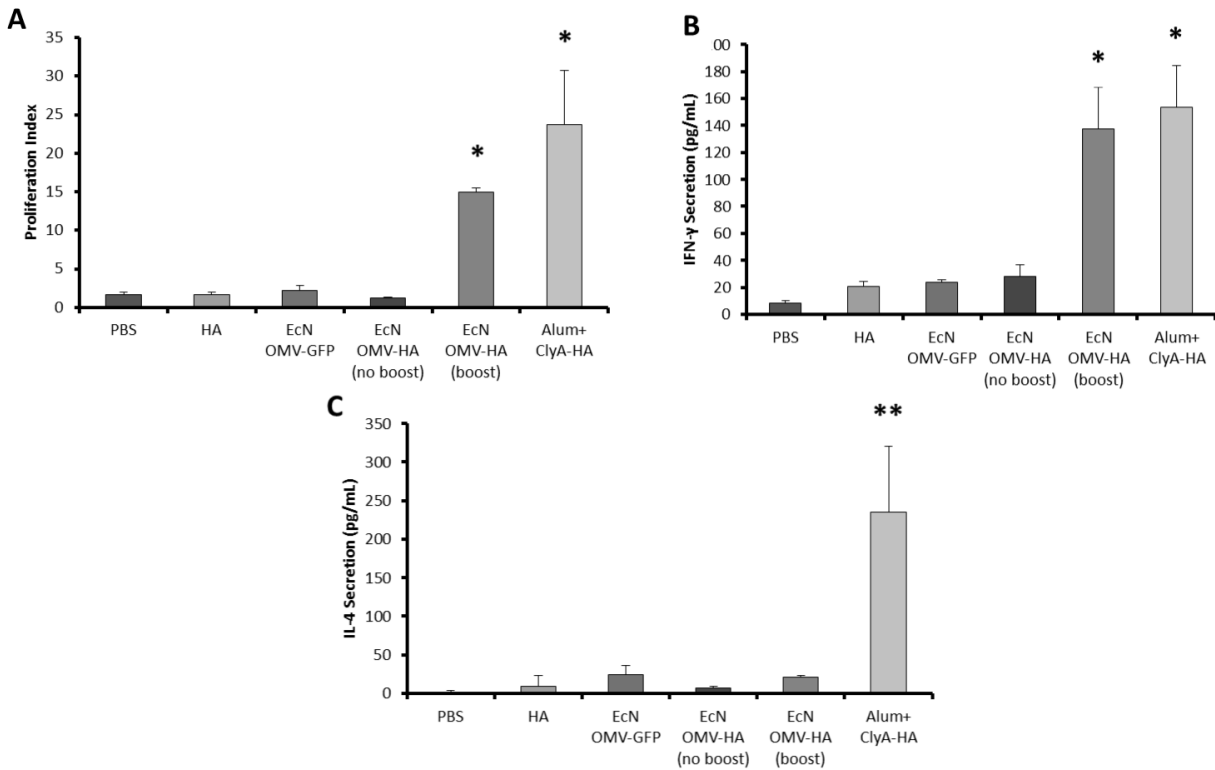 A
Proliferation Index
35
30
25
20
15
10
5
0
*
*
PBS
HA
EcN
OMV-GFP
EcN
OMV-HA
(no boost)
EcN
OMV-HA
(boost)
Alum+
ClyA-HA
B
IFN-γ Secretion (pg/mL)
00
180
160
140
120
100
80
60
40
20
0
*
*
PBS
HA
EcN
OMV-GFP
EcN
OMV-HA
(no boost)
EcN
OMV-HA
(boost)
Alum+
ClyA-HA
C
IL-4 Secretion (pg/mL)
350
300
250
200
150
100
50
0
**
PBS
HA
EcN
OMV-GFP
EcN
OMV-HA
(no boost)
EcN
OMV-HA
(boost)
Alum+
ClyA-HA